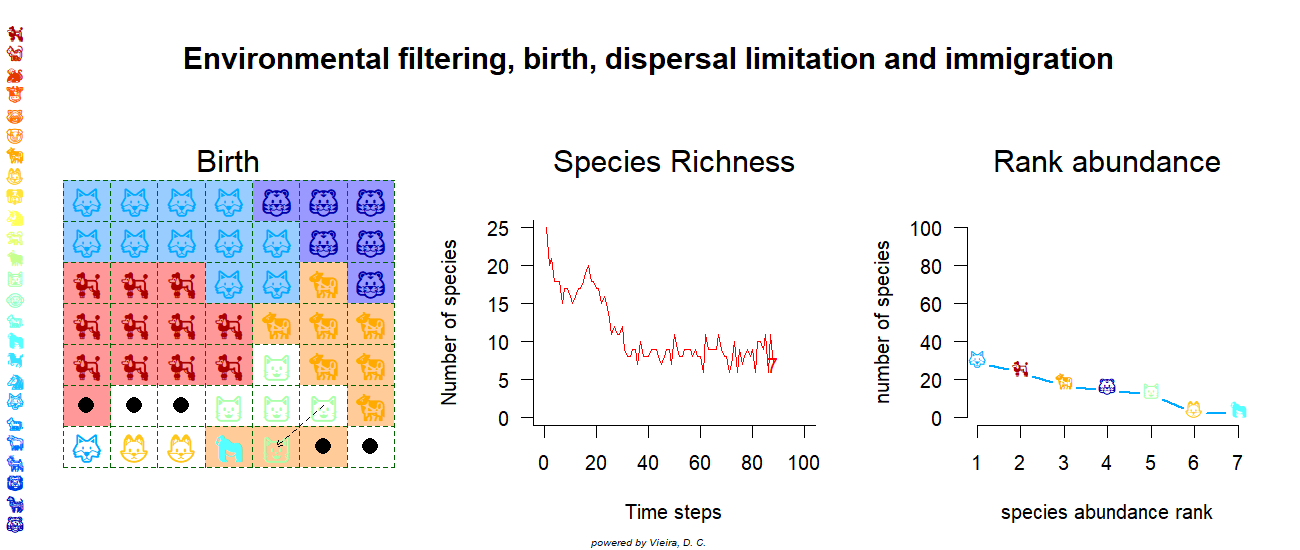 Environmental filtering, birth, dispersal limitation and immigration
Birth
Species Richness
Rank abundance
Number of species
25
20
15
10
5
0
7
0 20 40 60 80 100
Time steps
number of species
100
80
60
40
20
0
1 2 3 4 5 6 7
species abundance rank
powered by Vieira, D. C.